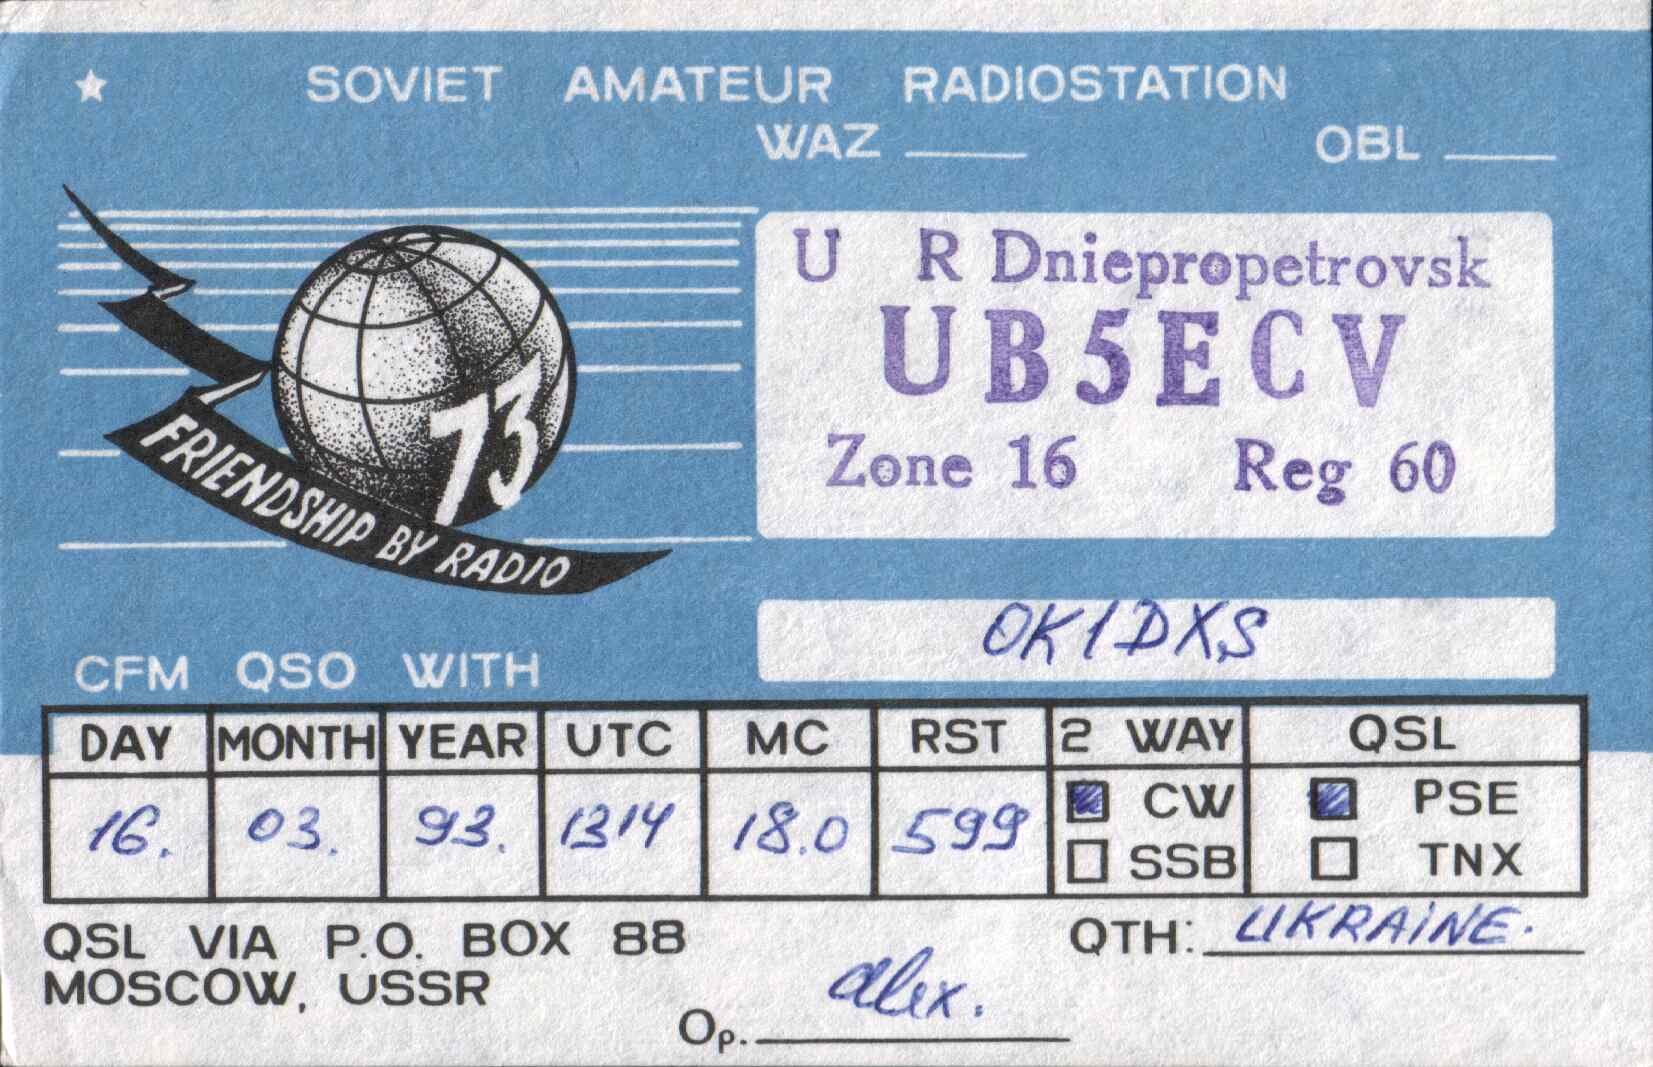 SOVIET AMATEUR RADIOSTATION
WAZ OBL
U R Dniepropetrovsk
UB5ECV
Zone 16 Reg 60
73
FRIENDSHIP BY RADIO
OK1DXS
CFM QSO WITH
DAY MONTH YEAR UTC MC RST 2 WAY QSL
16. 03. 93. 1314 18.0 599 CW PSE
SSB TNX
QSL VIA P.O. BOX 88 QTH: UKRAINE.
MOSCOW, USSR
Op. alex.